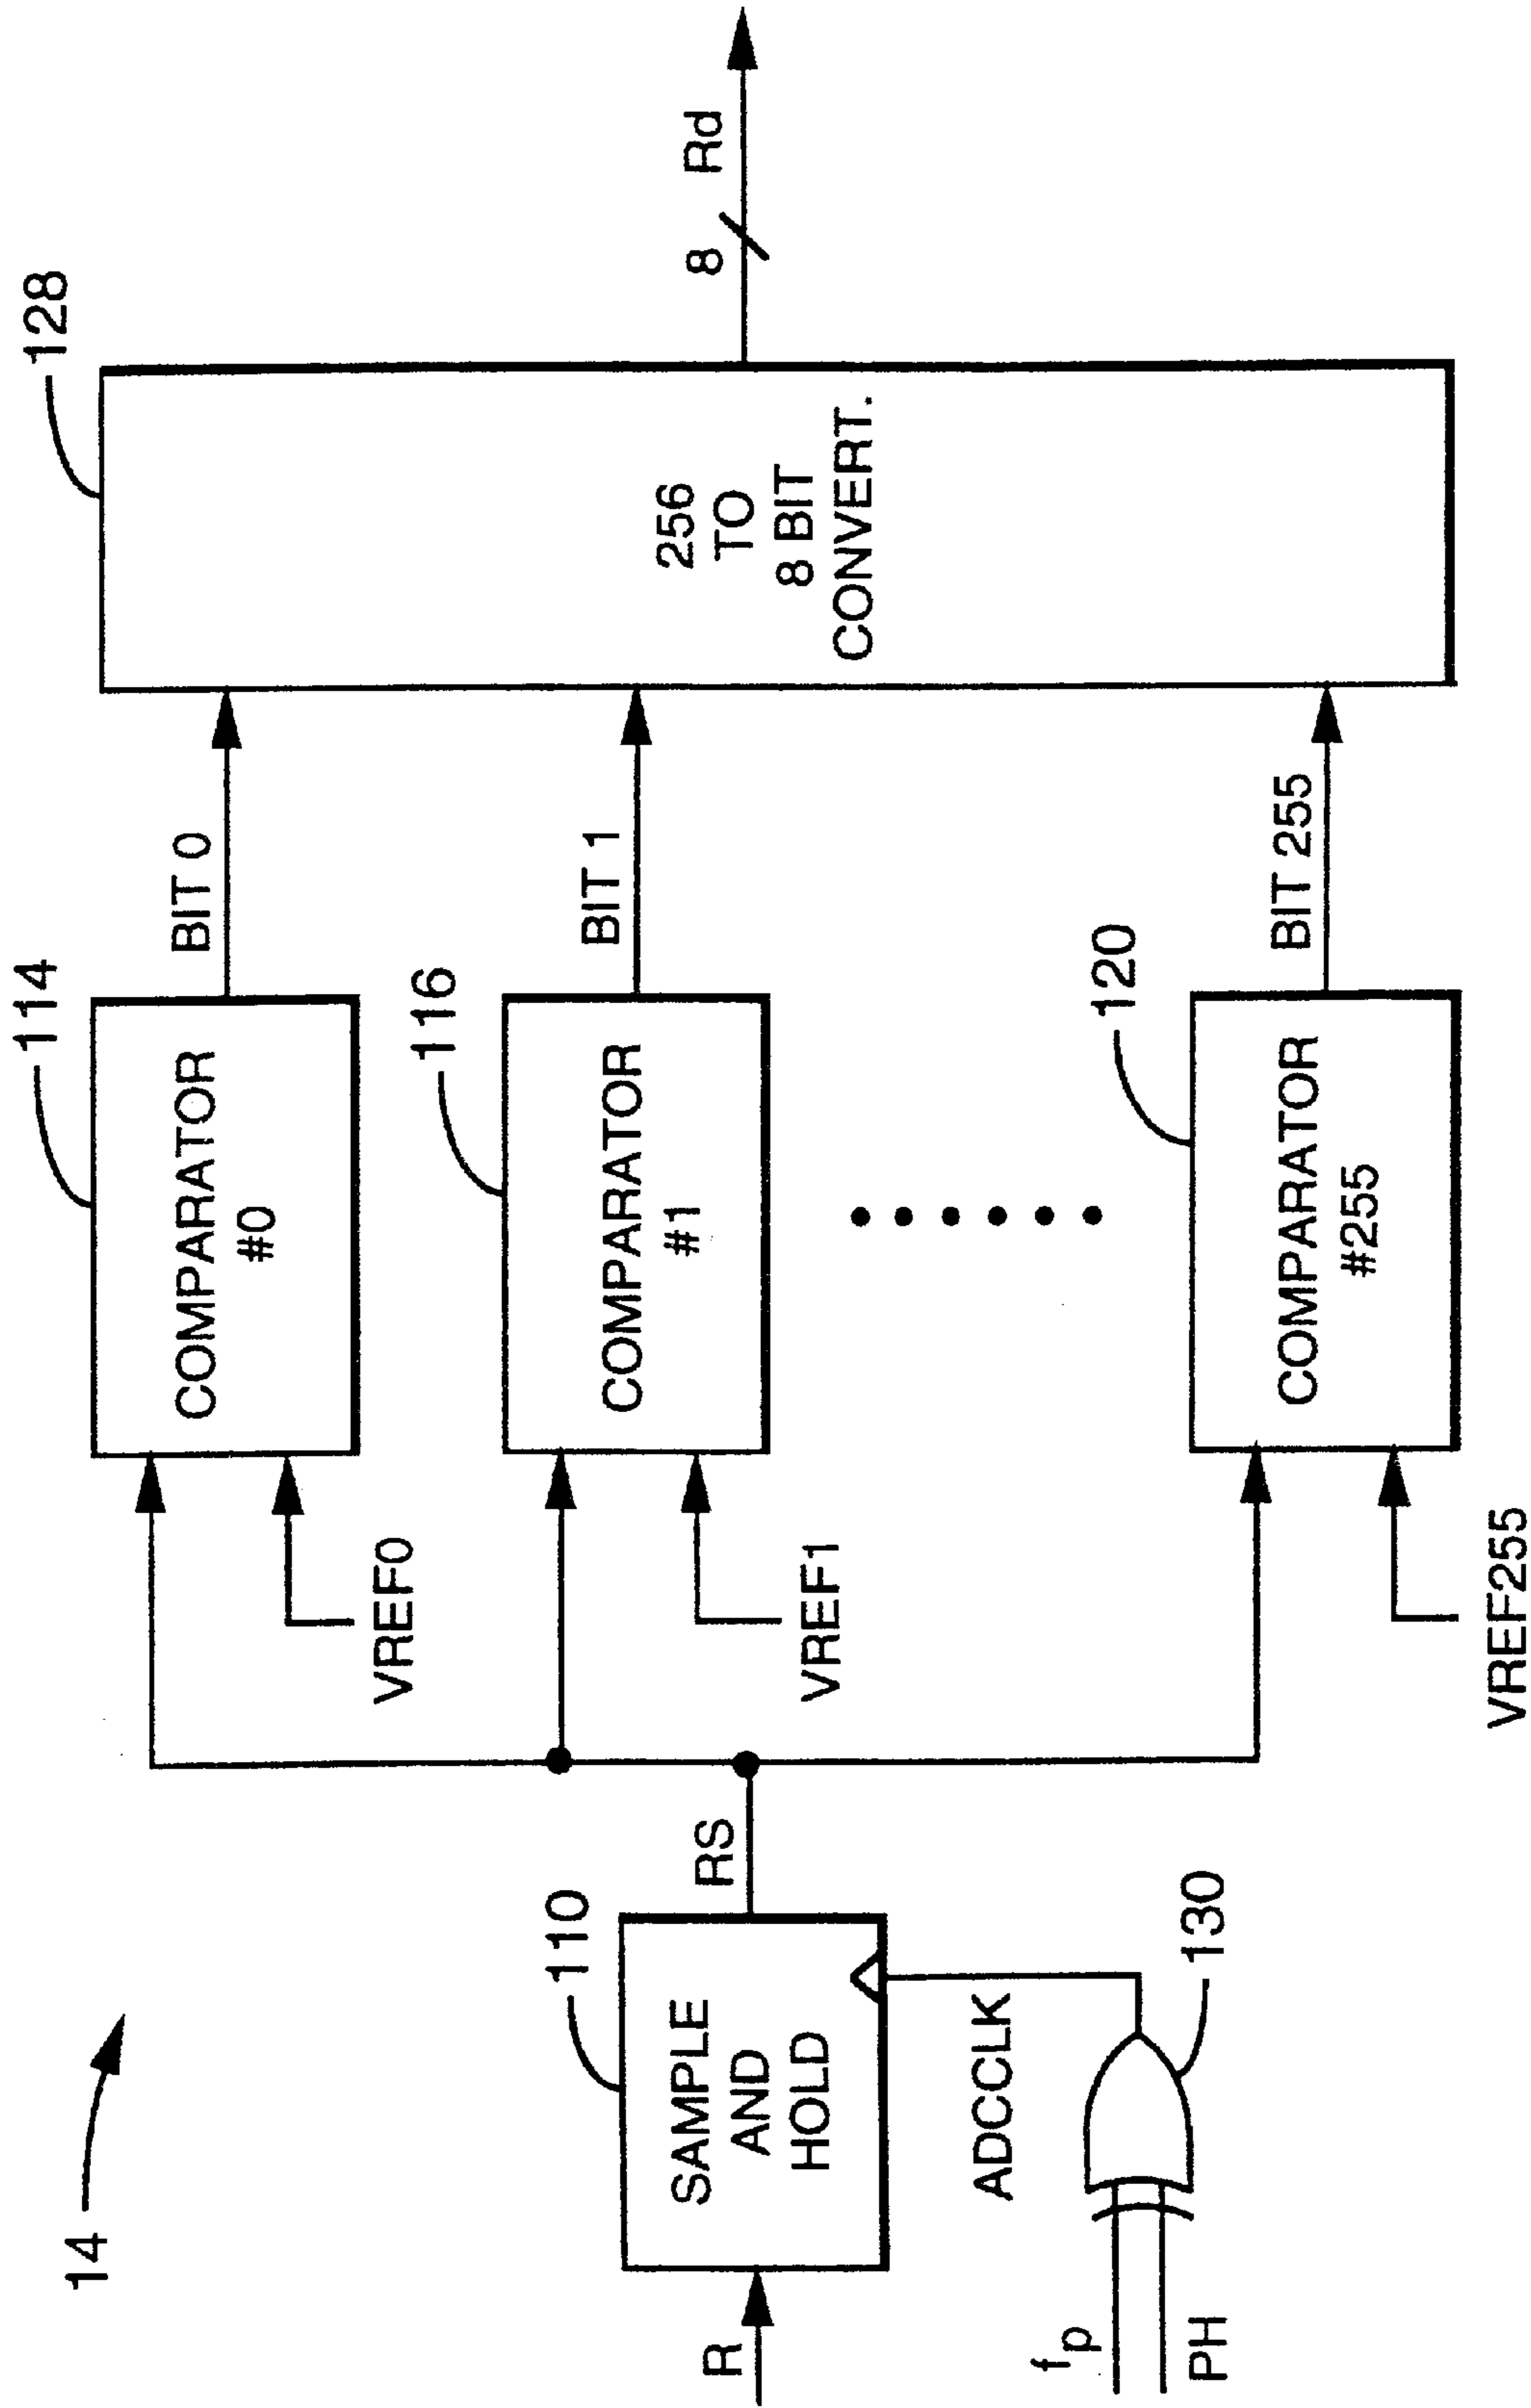 14
R
SAMPLE
AND
HOLD
110
RS
ADCCLK
f p
PH
130
VREF0
VREF1
VREF255
COMPARATOR
#0
114
COMPARATOR
#1
116
COMPARATOR
#255
120
BIT 0
BIT 1
BIT 255
256
TO
8 BIT
CONVERT.
128
8
Rd